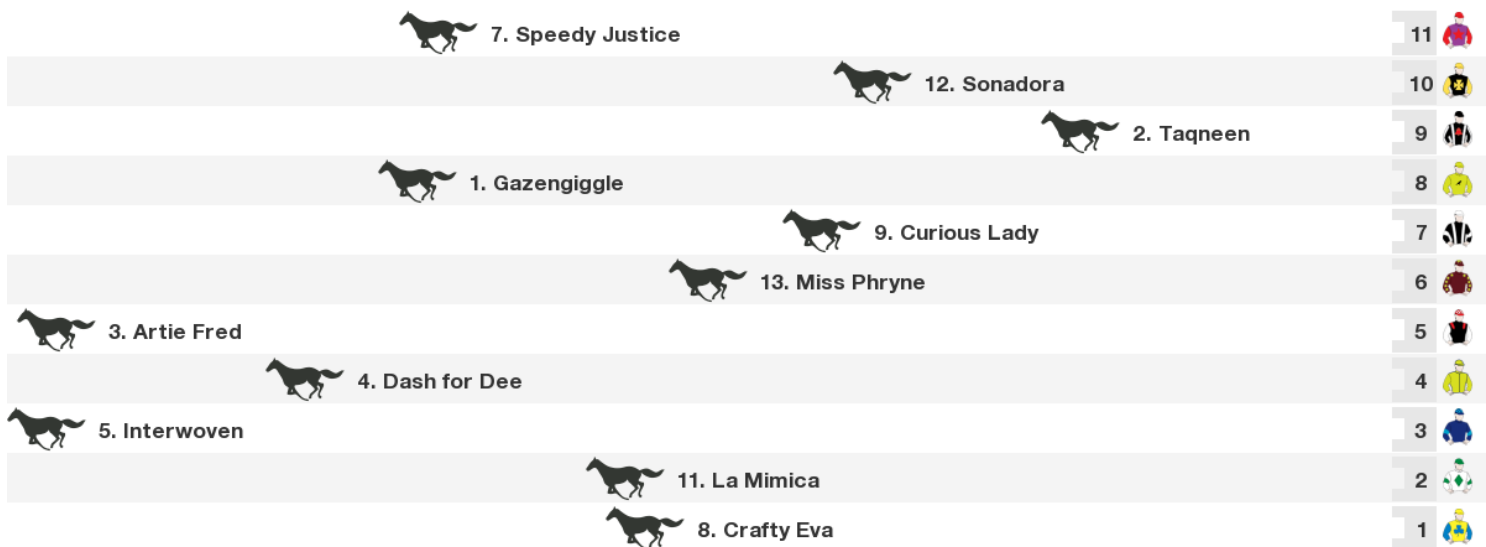 7. Speedy Justice 11
12. Sonadora 10
2. Taqneen 9
1. Gazengiggle 8
9. Curious Lady 7
13. Miss Phryne 6
3. Artie Fred 5
4. Dash for Dee 4
5. Interwoven 3
11. La Mimica 2
8. Crafty Eva 1